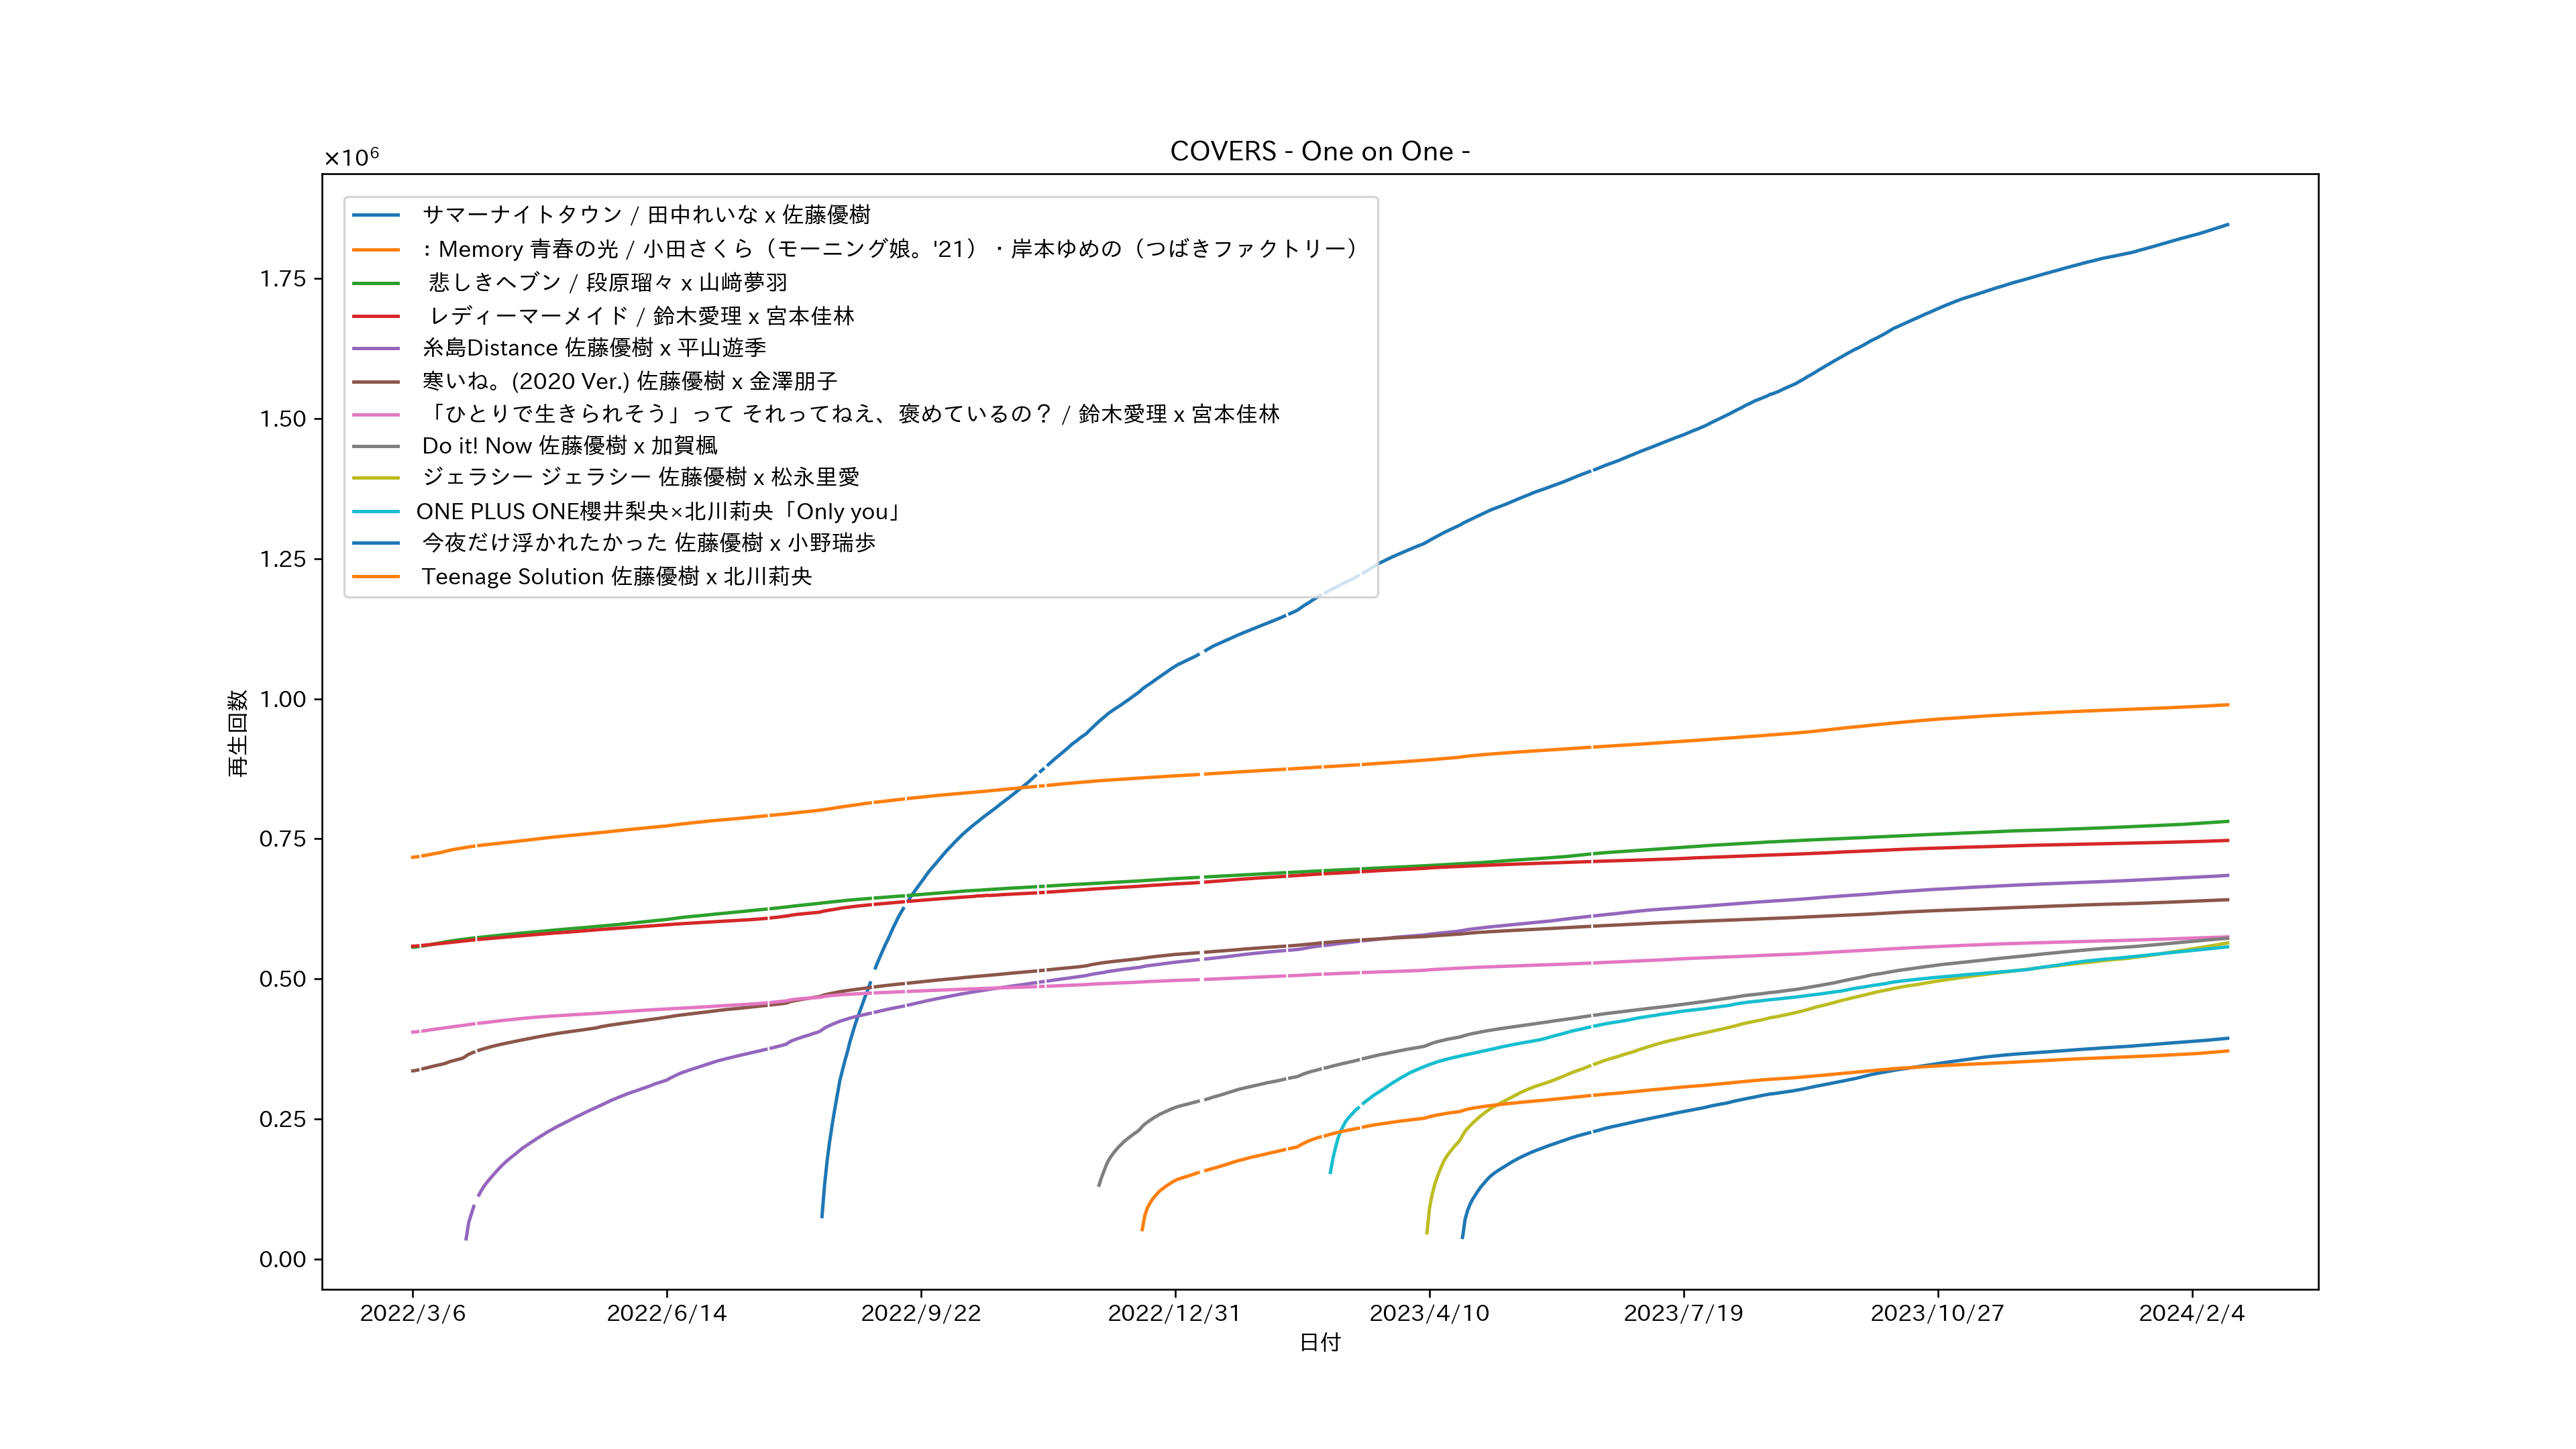 COVERS - One on One -
×10⁶
サマーナイトタウン / 田中れいな x 佐藤優樹
: Memory 青春の光 / 小田さくら（モーニング娘。'21）・岸本ゆめの（つばきファクトリー）
悲しきヘブン / 段原瑠々 x 山﨑夢羽
レディーマーメイド / 鈴木愛理 x 宮本佳林
糸島Distance 佐藤優樹 x 平山遊季
寒いね。(2020 Ver.) 佐藤優樹 x 金澤朋子
「ひとりで生きられそう」って それってねえ、褒めているの？ / 鈴木愛理 x 宮本佳林
Do it! Now 佐藤優樹 x 加賀楓
ジェラシー ジェラシー 佐藤優樹 x 松永里愛
ONE PLUS ONE櫻井梨央×北川莉央「Only you」
今夜だけ浮かれたかった 佐藤優樹 x 小野瑞歩
Teenage Solution 佐藤優樹 x 北川莉央
1.75
1.50
1.25
1.00
0.75
0.50
0.25
0.00
再生回数
2022/3/6 2022/6/14 2022/9/22 2022/12/31 2023/4/10 2023/7/19 2023/10/27 2024/2/4
日付